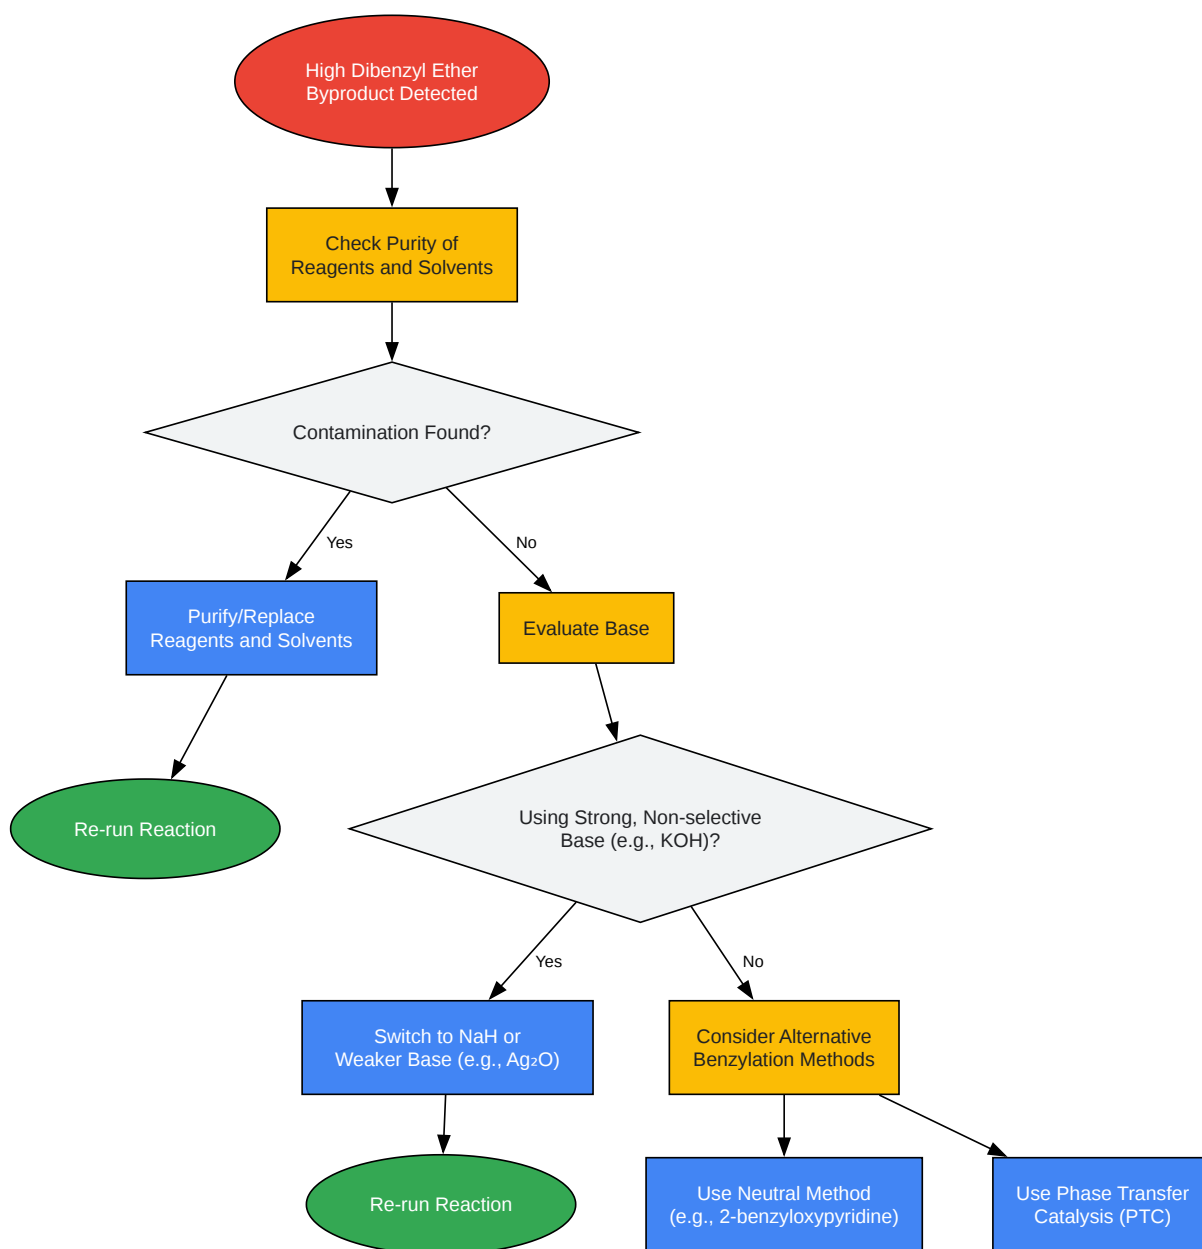 High Dibenzyl Ether
Byproduct Detected
Check Purity of
Reagents and Solvents
Contamination Found?
Yes
No
Purify/Replace
Reagents and Solvents
Evaluate Base
Re-run Reaction
Using Strong, Non-selective
Base (e.g., KOH)?
Yes
No
Switch to NaH or
Weaker Base (e.g., Ag₂O)
Consider Alternative
Benzylation Methods
Re-run Reaction
Use Neutral Method
(e.g., 2-benzyloxypyridine)
Use Phase Transfer
Catalysis (PTC)